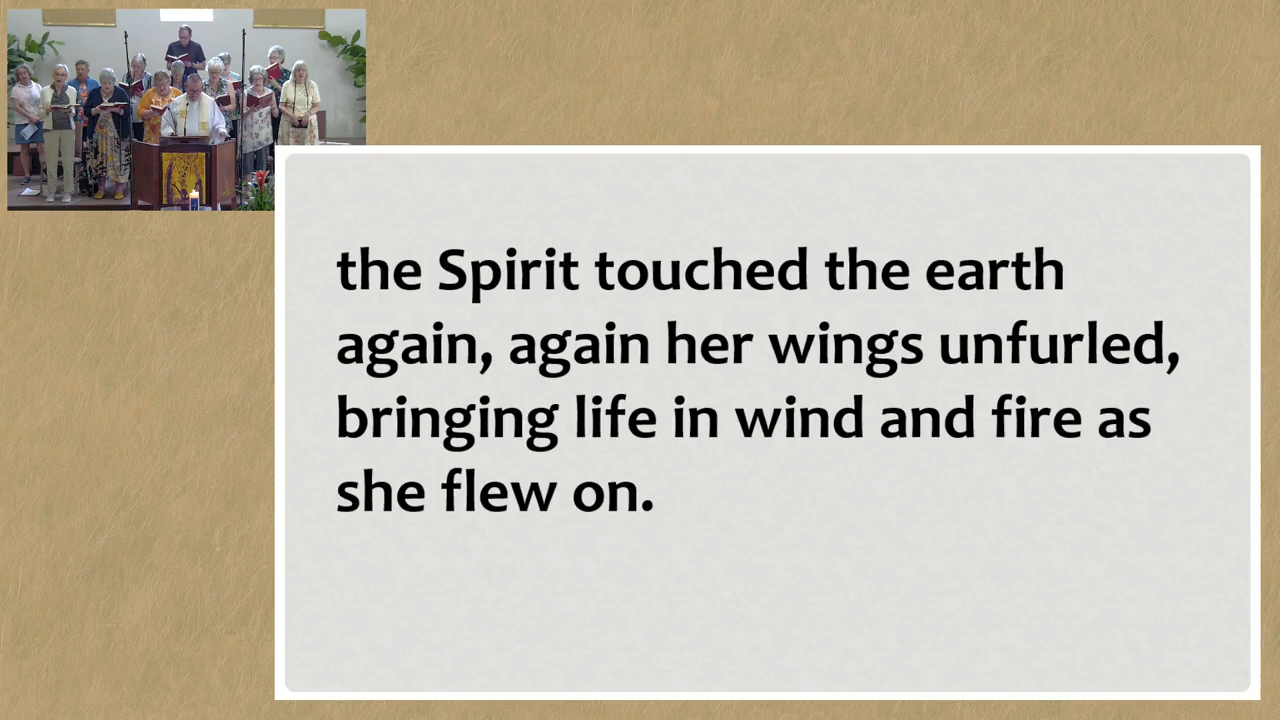 the Spirit touched the earth
again, again her wings unfurled,
bringing life in wind and fire as
she flew on.